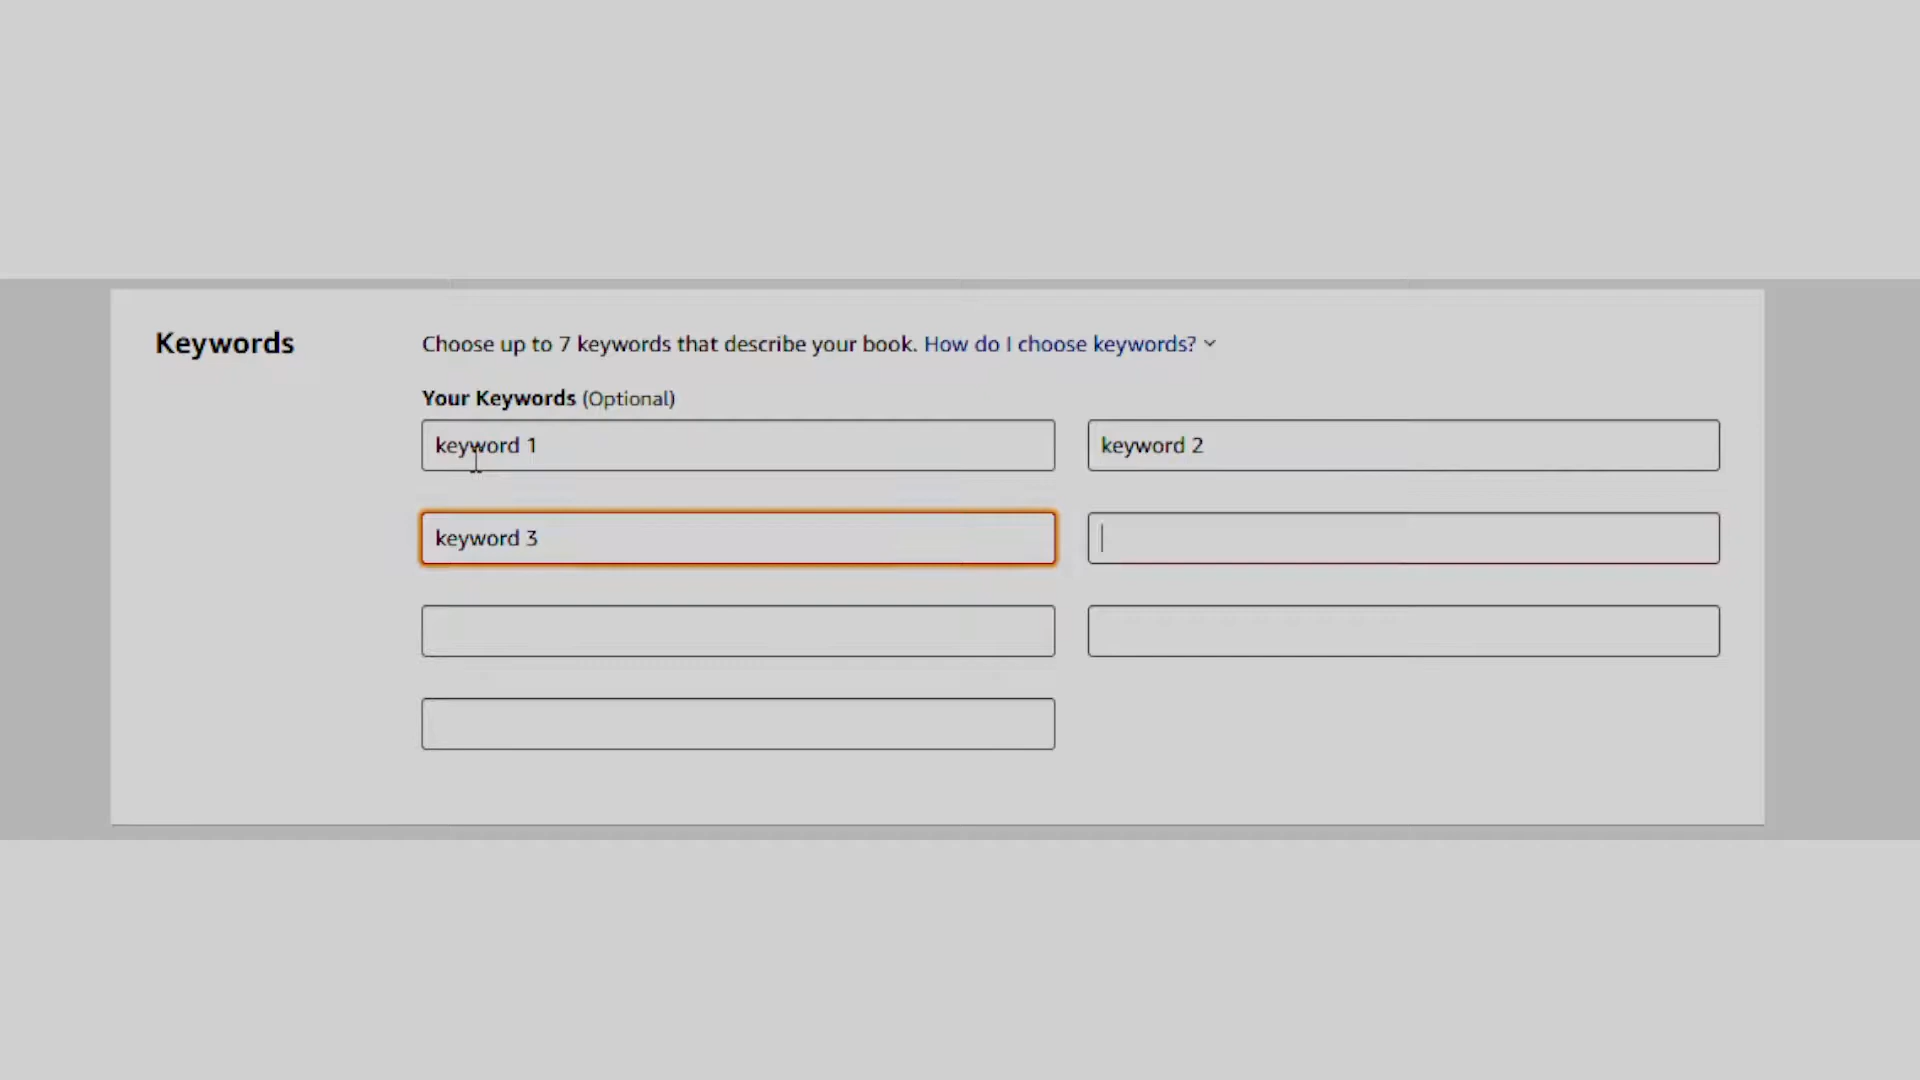 Keywords
Choose up to 7 keywords that describe your book. How do I choose keywords?
Your Keywords (Optional)
keyword 1
keyword 2
keyword 3